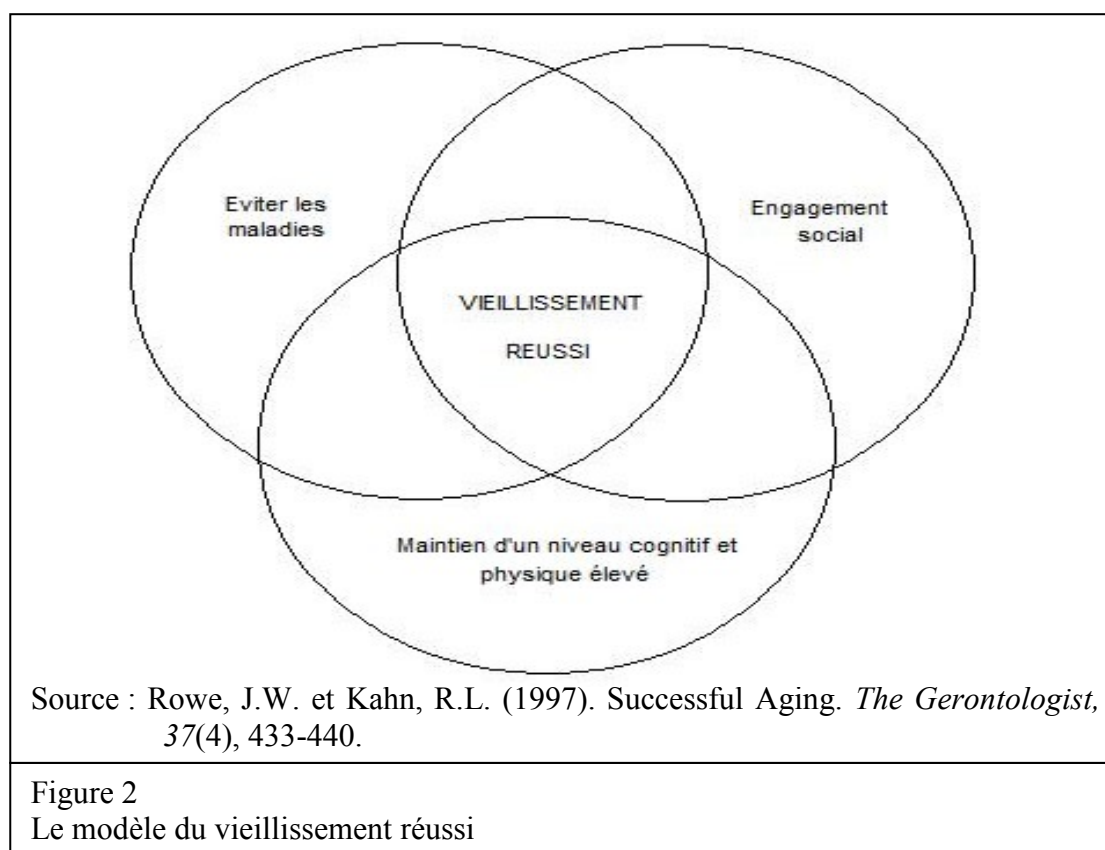 Eviter les
maladies
Engagement
social
VIEILLISSEMENT
REUSSI
Maintien d'un niveau cognitif et
physique élevé
Source : Rowe, J.W. et Kahn, R.L. (1997). Successful Aging. The Gerontologist,
37(4), 433-440.
Figure 2
Le modèle du vieillissement réussi